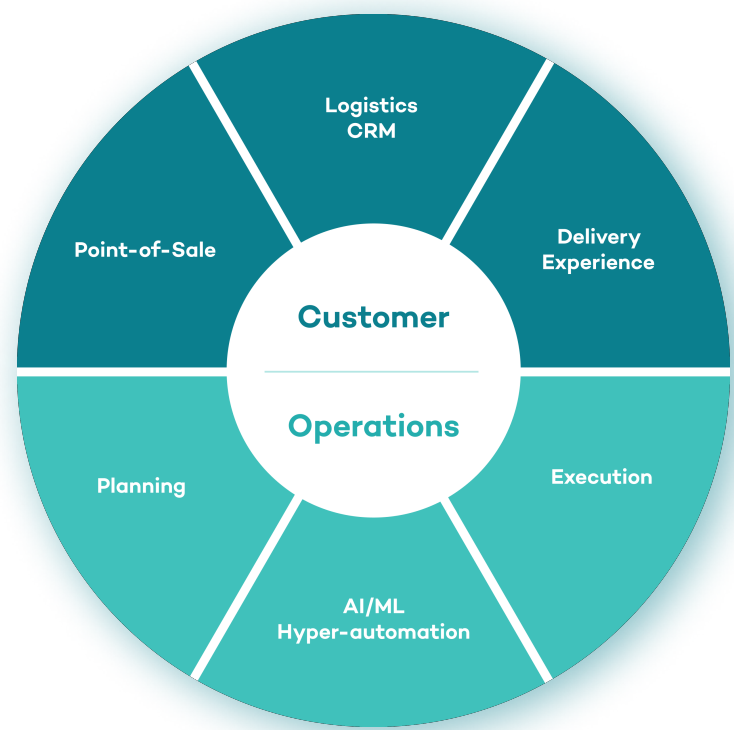 Logistics
CRM
Point-of-Sale
Delivery
Experience
Customer
Operations
Planning
Execution
AI/ML
Hyper-automation